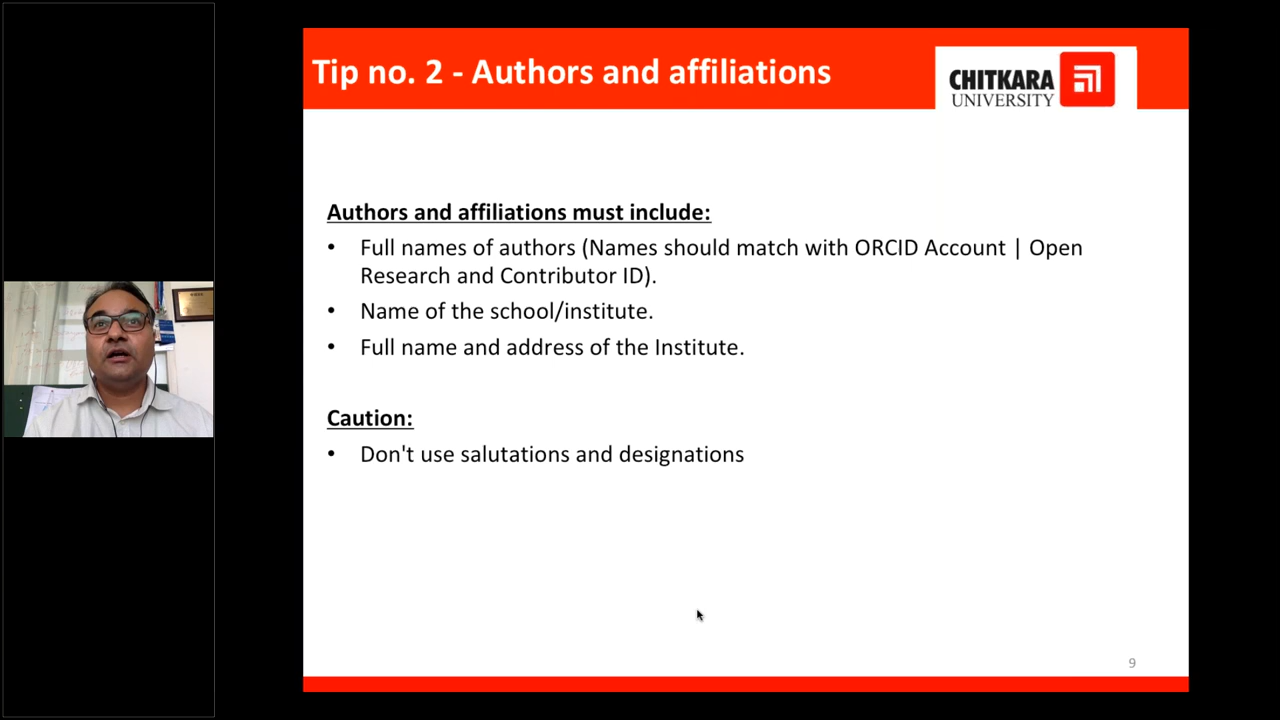 Tip no. 2 - Authors and affiliations
CHITKARA
UNIVERSITY
Authors and affiliations must include:
• Full names of authors (Names should match with ORCID Account | Open
Research and Contributor ID).
• Name of the school/institute.
• Full name and address of the Institute.
Caution:
• Don't use salutations and designations
9